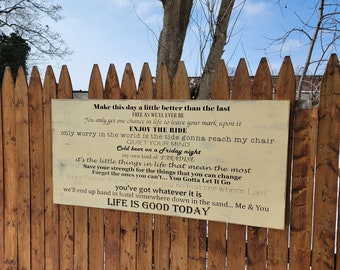 Make this day a little better than the last
FREE AS WE'LL EVER BE
You only get one chance in life to leave your mark upon it
ENJOY THE RIDE
only worry in the world is the tide gonna reach my chair
QUIET YOUR MIND
Cold beer on a Friday night
my own kind of PARADISE
it's the little things in life that mean the most
Save your strength for the things that you can change
Forget the ones you can't... You Gotta Let It Go
no matter where I am
you've got whatever it is
we'll end up hand in hand somewhere down in the sand... Me & You
LIFE IS GOOD TODAY